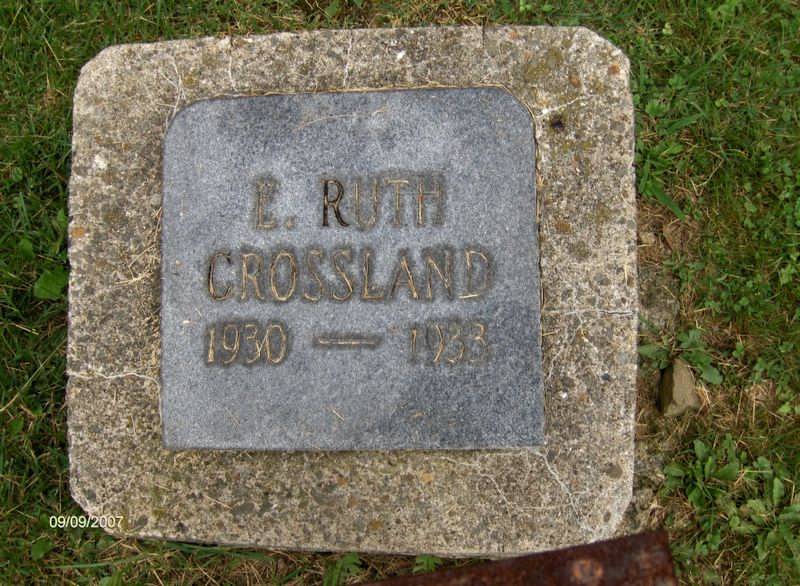 E. RUTH
CROSSLAND
1930 — 1933
09/09/2007